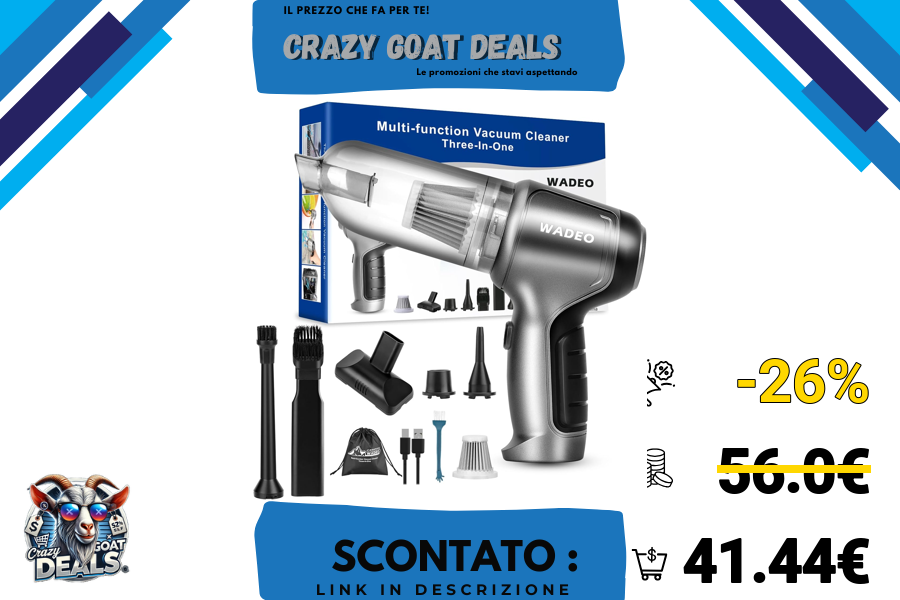 IL PREZZO CHE FA PER TE!
CRAZY GOAT DEALS
Le promozioni che stavi aspettando
Multi-function Vacuum Cleaner
Three-In-One
WADEO
WADEO
-26%
56.0€
41.44€
SCONTATO :
LINK IN DESCRIZIONE
Crazy GOAT
DEALS